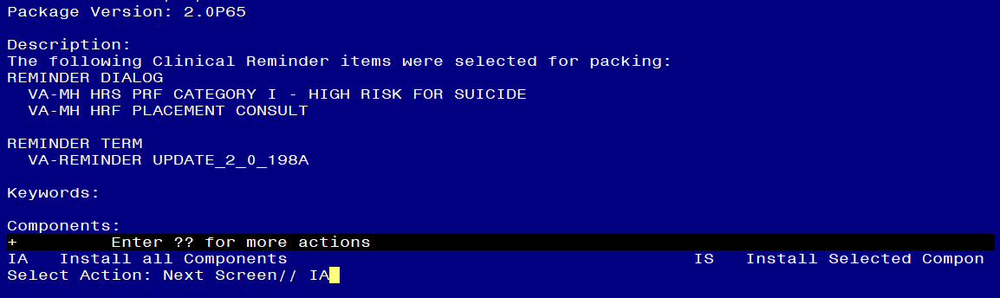 Package Version: 2.0P65
Description:
The following Clinical Reminder items were selected for packing:
REMINDER DIALOG
VA-MH HRS PRF CATEGORY I - HIGH RISK FOR SUICIDE
VA-MH HRF PLACEMENT CONSULT
REMINDER TERM
VA-REMINDER UPDATE_2_0_198A
Keywords:
Components:
+ Enter ?? for more actions
IA Install all Components IS Install Selected Compon
Select Action: Next Screen// IA